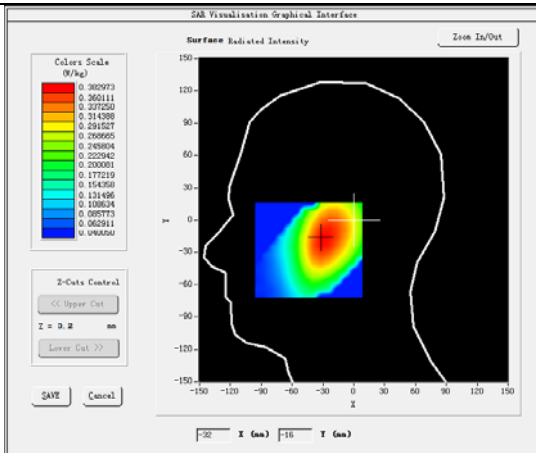 SAR Visualisation Graphical Interface
Surface Radiated Intensity
Zoom In/Out
Colors Scale
(W/kg)
0.382973
0.360111
0.337250
0.314388
0.291527
0.268665
0.245804
0.222942
0.200081
0.177219
0.154358
0.131496
0.108634
0.085773
0.062911
0.040050
150
120
90
60
30
0
-30
-60
-90
-120
-150
Y
-150 -120 -90 -60 -30 0 30 60 90 120 150
X
Z-Cuts Control
<< Upper Cut
Z = 3.2 mm
Lower Cut >>
SAVE Cancel
-32 X (mm) -16 Y (mm)